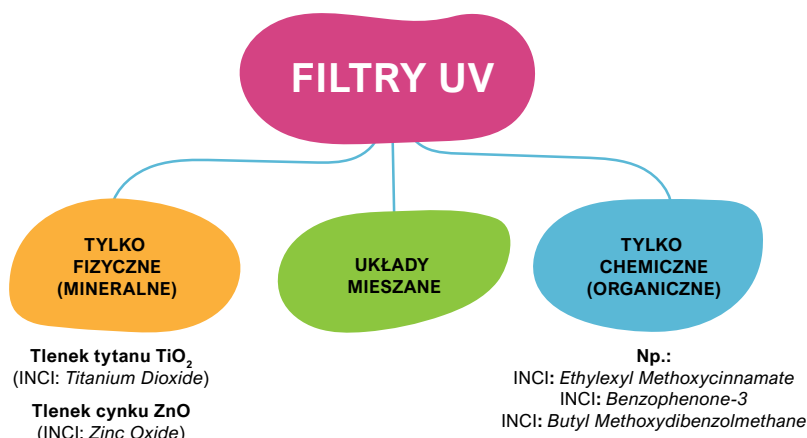 FILTRY UV
TYLKO
FIZYCZNE
(MINERALNE)
UKŁADY
MIESZANE
TYLKO
CHEMICZNE
(ORGANICZNE)
Tlenek tytanu TiO₂
(INCI: Titanium Dioxide)
Tlenek cynku ZnO
(INCI: Zinc Oxide)
Np.:
INCI: Ethylexyl Methoxycinnamate
INCI: Benzophenone-3
INCI: Butyl Methoxydibenzolmethane